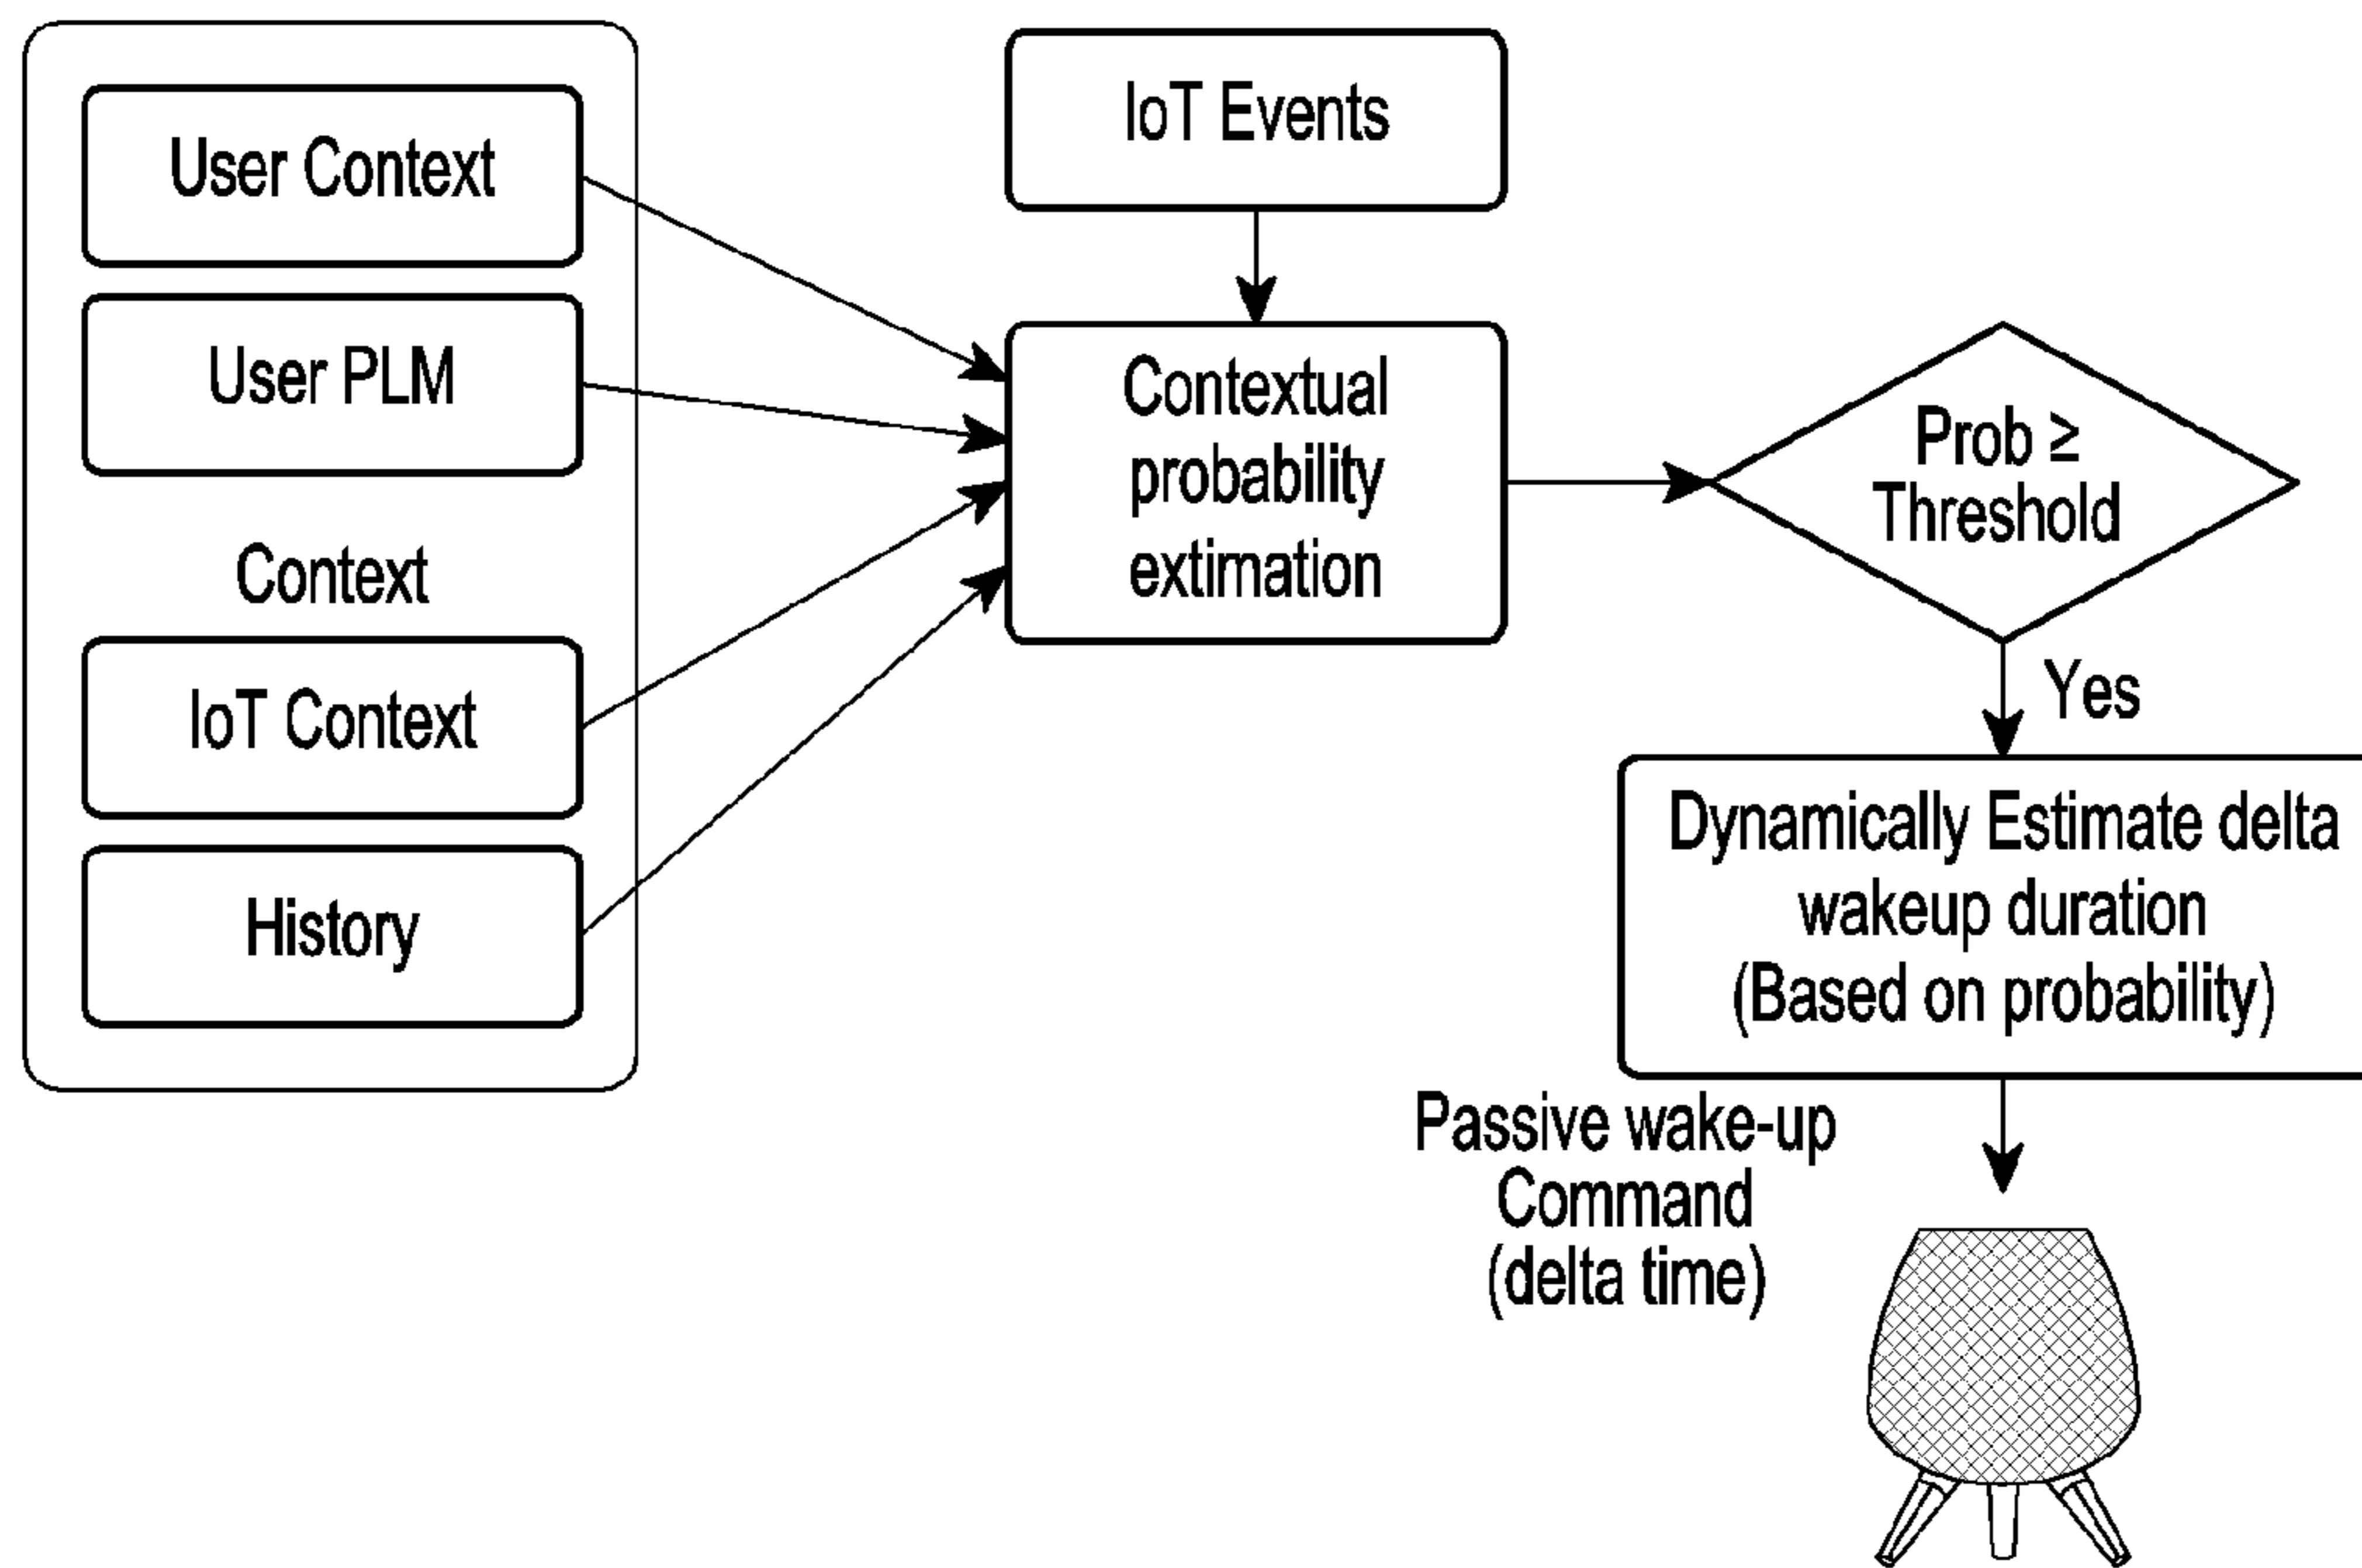 User Context
User PLM
Context
IoT Context
History
IoT Events
Contextual
probability
extimation
Prob ≥
Threshold
Yes
Dynamically Estimate delta
wakeup duration
(Based on probability)
Passive wake-up
Command
(delta time)